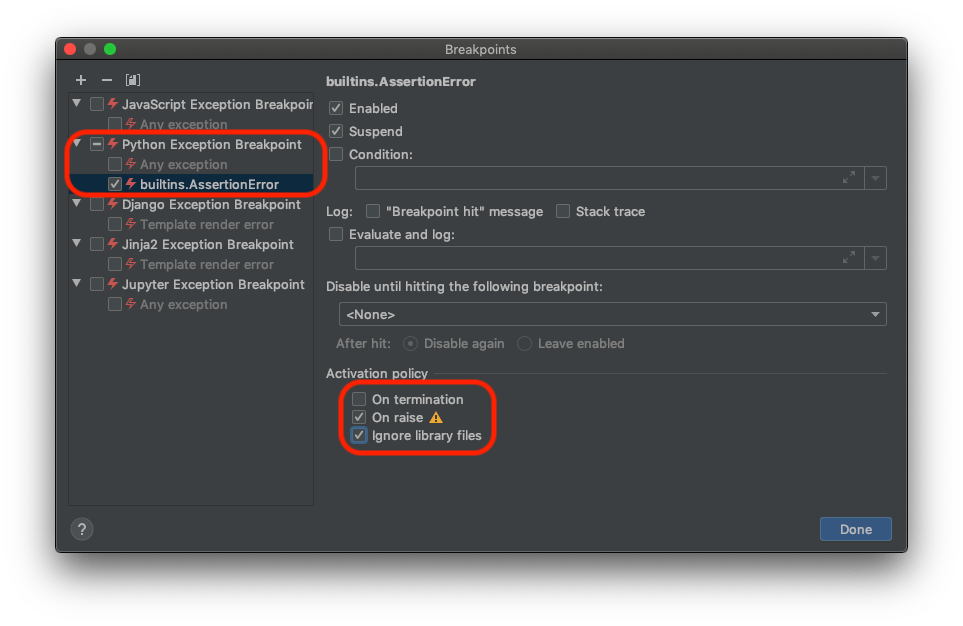 Breakpoints
JavaScript Exception Breakpoin
Any exception
Python Exception Breakpoint
Any exception
builtins.AssertionError
Django Exception Breakpoint
Template render error
Jinja2 Exception Breakpoint
Template render error
Jupyter Exception Breakpoint
Any exception
builtins.AssertionError
Enabled
Suspend
Condition:
Log: "Breakpoint hit" message Stack trace
Evaluate and log:
Disable until hitting the following breakpoint:
<None>
After hit: Disable again Leave enabled
Activation policy
On termination
On raise
Ignore library files
?
Done